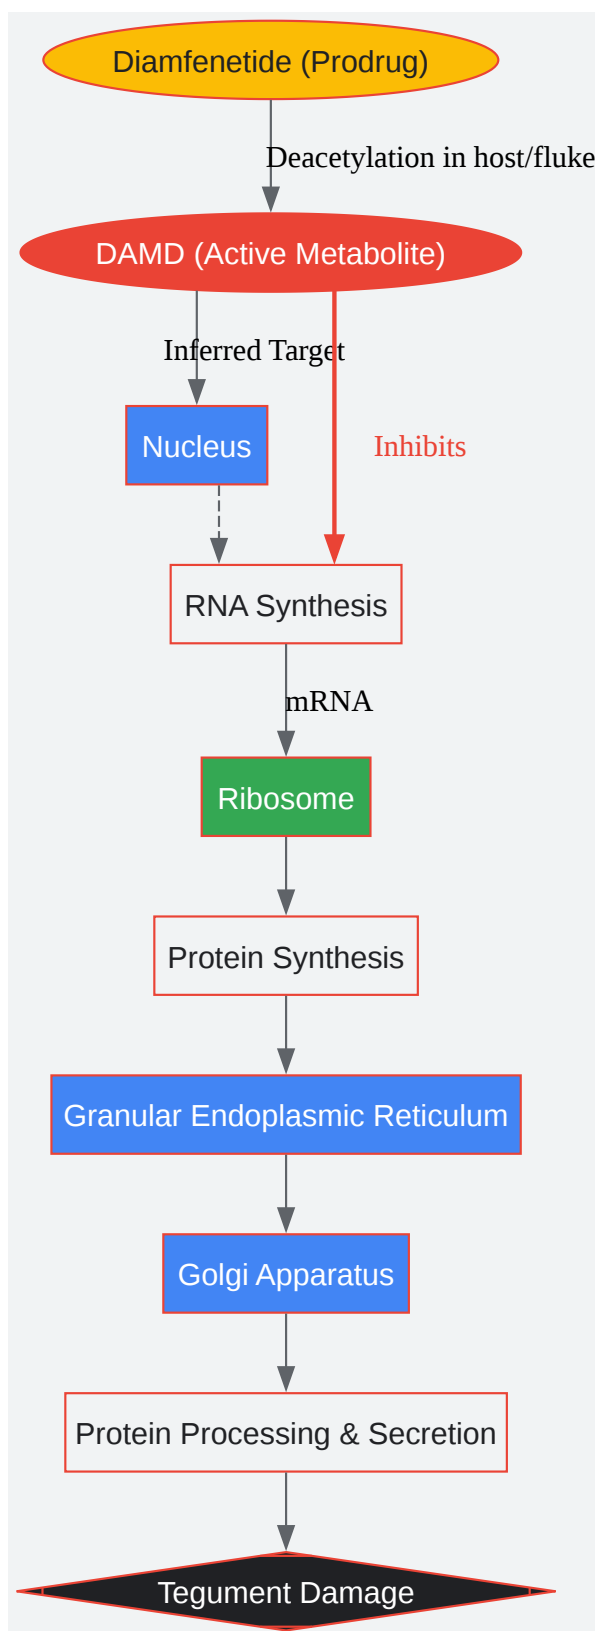 Diamfenetide (Prodrug)
Deacetylation in host/fluke
DAMD (Active Metabolite)
Inferred Target
Nucleus
Inhibits
RNA Synthesis
mRNA
Ribosome
Protein Synthesis
Granular Endoplasmic Reticulum
Golgi Apparatus
Protein Processing & Secretion
Tegument Damage